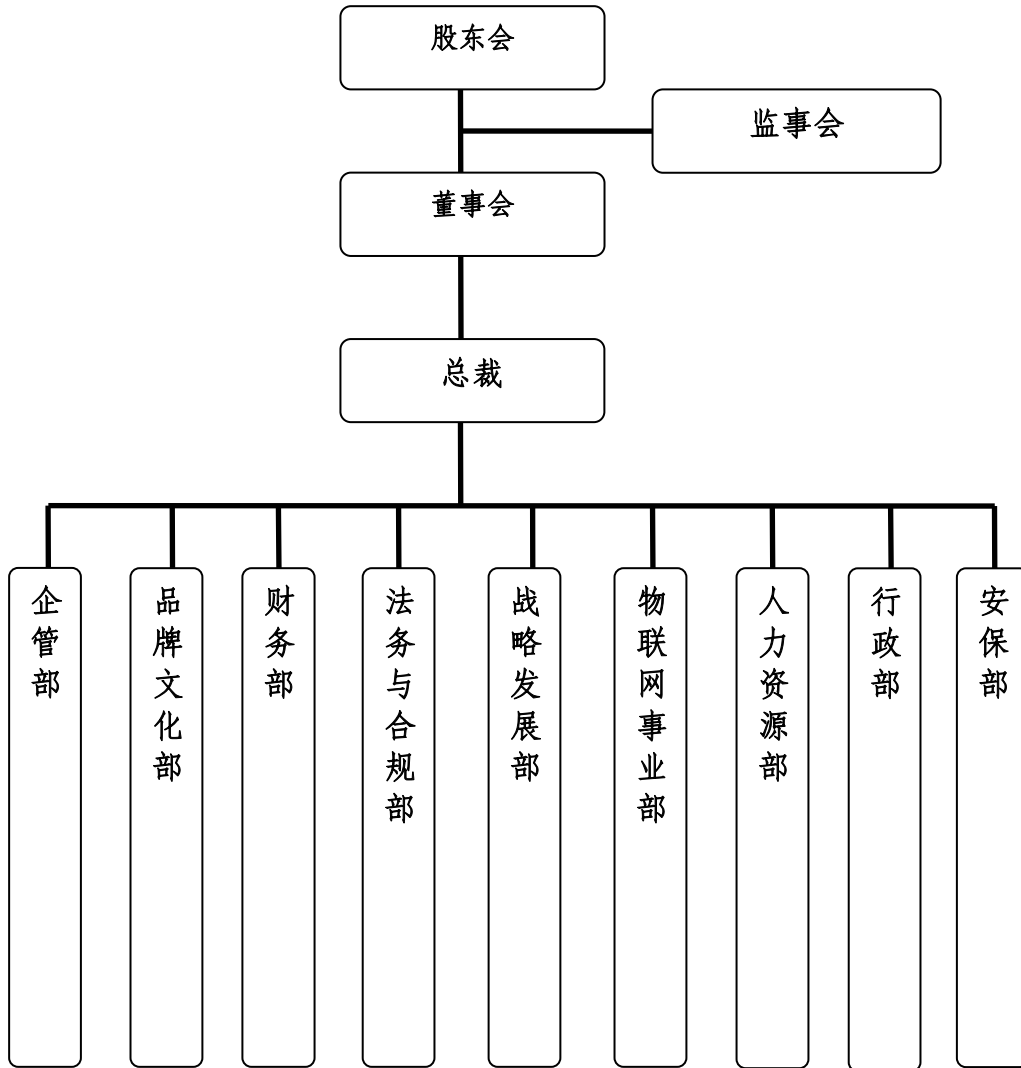 股东会
监事会
董事会
总裁
企管部
品牌文化部
财务部
法务与合规部
战略发展部
物联网事业部
人力资源部
行政部
安保部